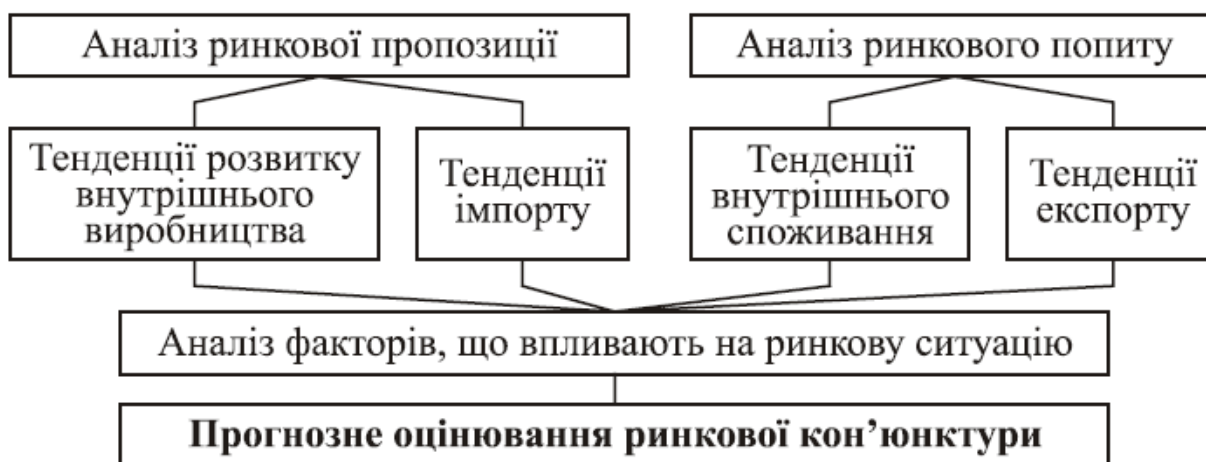 Аналіз ринкової пропозиції
Аналіз ринкового попиту
Тенденції розвитку
внутрішнього
виробництва
Тенденції
імпорту
Тенденції
внутрішнього
споживання
Тенденції
експорту
Аналіз факторів, що впливають на ринкову ситуацію
Прогнозне оцінювання ринкової кон’юнктури